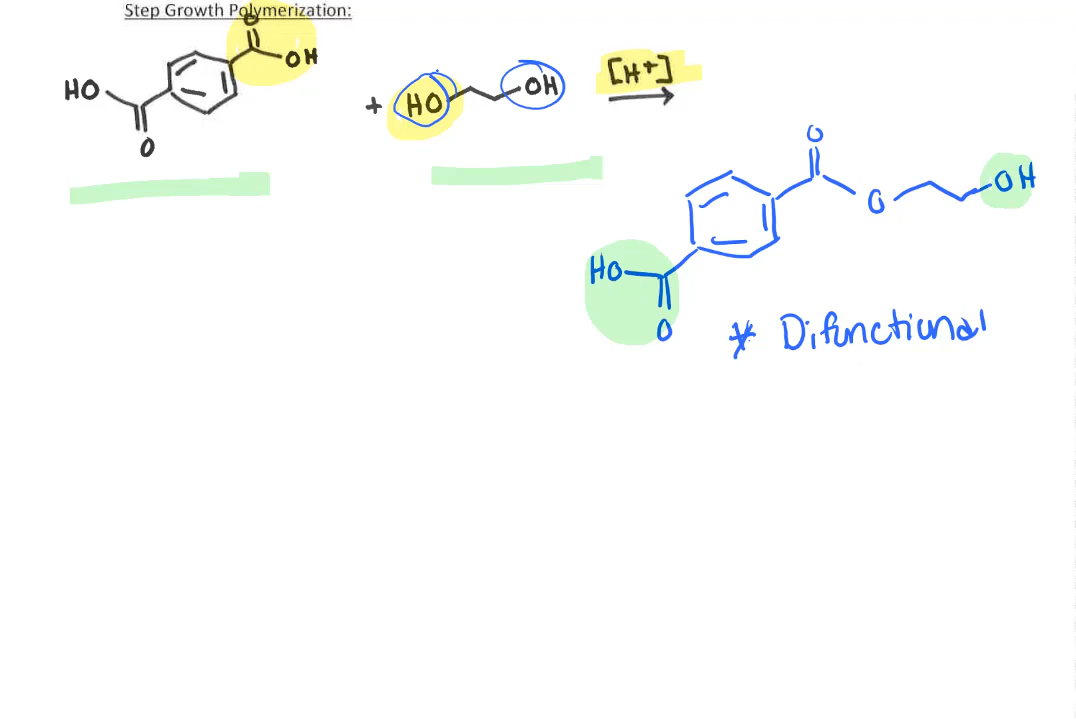 Step Growth Polymerization:
O
OH
HO
O
+ HO
OH
[H+]
O
O
OH
HO
O
* Difunctional